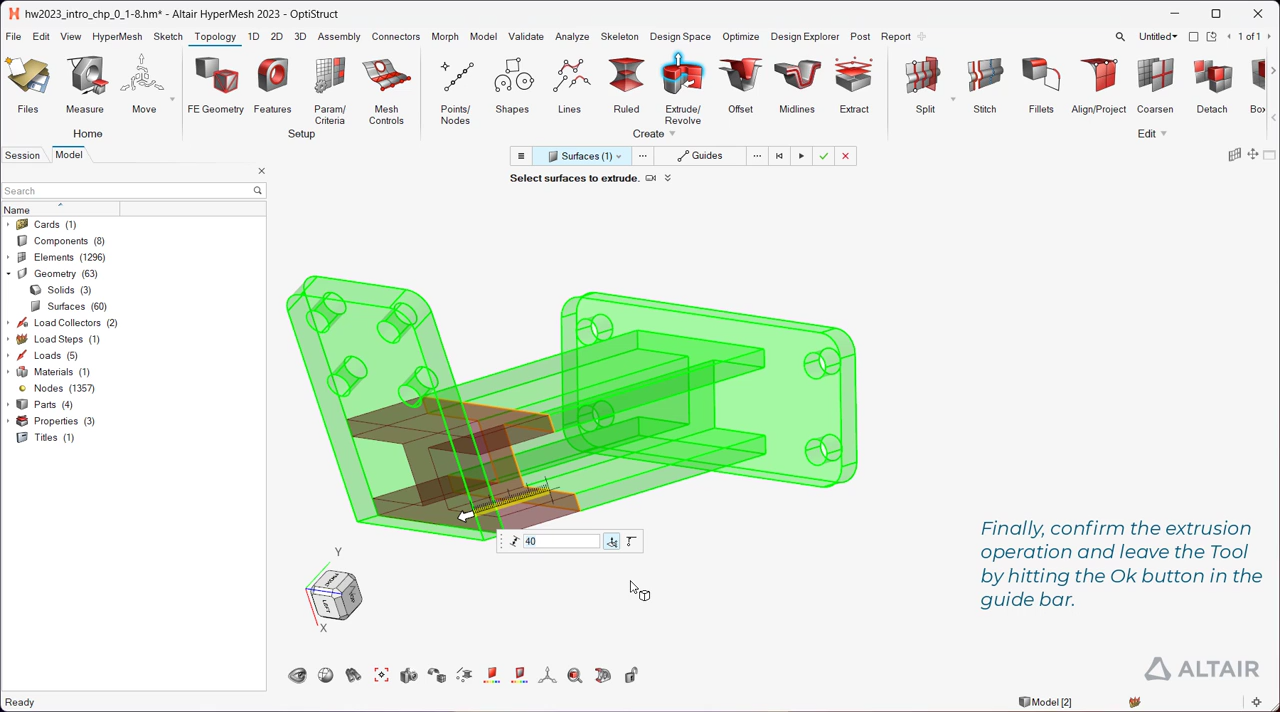 hw2023_intro_chp_0_1-8.hm* - Altair HyperMesh 2023 - OptiStruct
File Edit View HyperMesh Sketch Topology 1D 2D 3D Assembly Connectors Morph Model Validate Analyze Skeleton Design Space Optimize Design Explorer Post Report Untitled 1 of 1
Files Measure Move FE Geometry Features Param/ Criteria Mesh Controls Points/ Nodes Shapes Lines Ruled Extrude/ Revolve Offset Midlines Extract Split Stitch Fillets Align/Project Coarsen Detach Box
Home Setup Create Edit
Session Model
Surfaces (1) Guides
Select surfaces to extrude.
Search
Name
Cards (1)
Components (8)
Elements (1296)
Geometry (63)
Solids (3)
Surfaces (60)
Load Collectors (2)
Load Steps (1)
Loads (5)
Materials (1)
Nodes (1357)
Parts (4)
Properties (3)
Titles (1)
40
Finally, confirm the extrusion
operation and leave the Tool
by hitting the Ok button in the
guide bar.
Y
LEFT
X
ALTAIR
Ready Model [2]